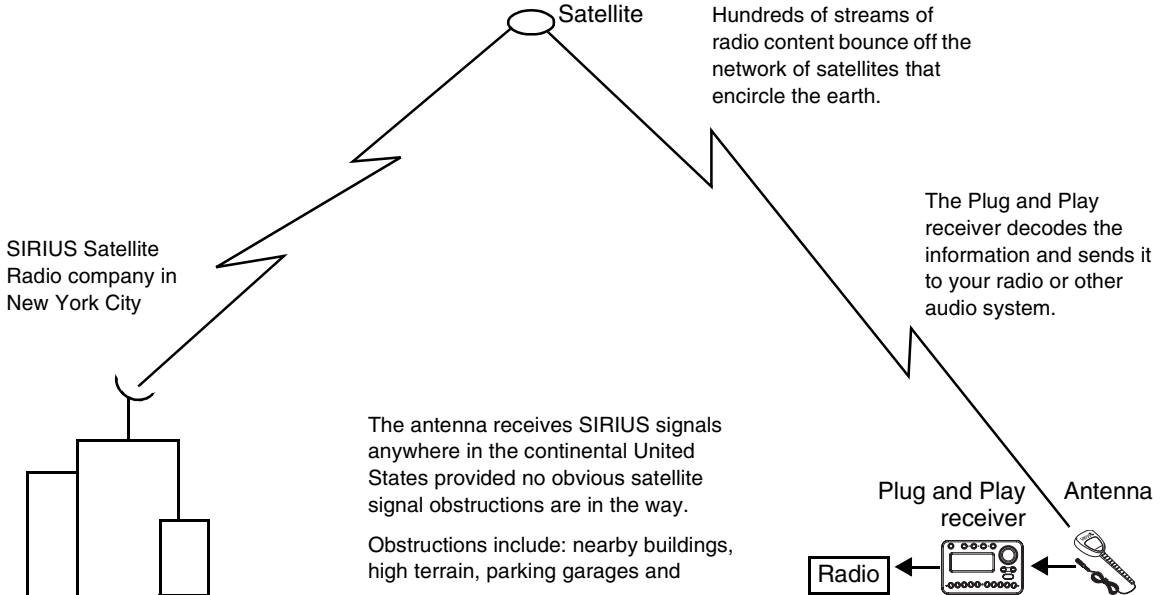 Satellite
Hundreds of streams of
radio content bounce off the
network of satellites that
encircle the earth.
The Plug and Play
receiver decodes the
information and sends it
to your radio or other
audio system.
SIRIUS Satellite
Radio company in
New York City
The antenna receives SIRIUS signals
anywhere in the continental United
States provided no obvious satellite
signal obstructions are in the way.
Obstructions include: nearby buildings,
high terrain, parking garages and
Plug and Play
receiver
Antenna
Radio